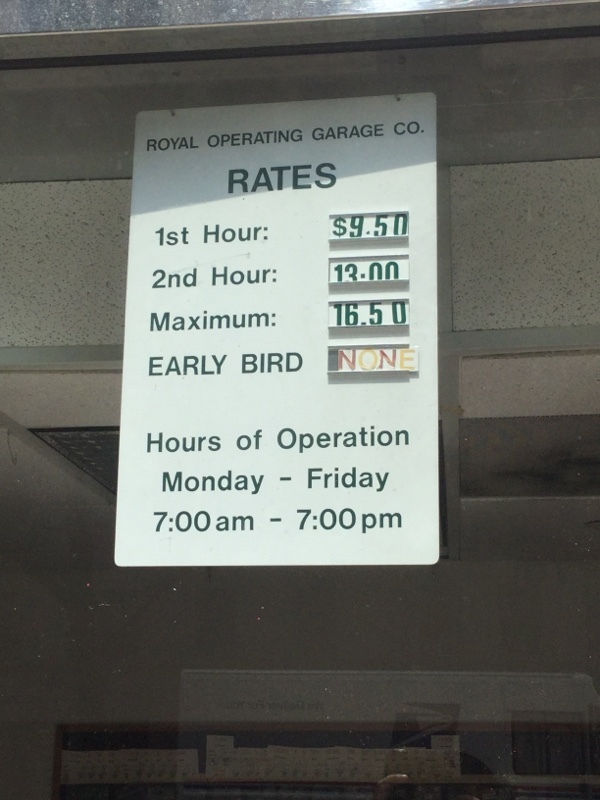 ROYAL OPERATING GARAGE CO.
RATES
1st Hour: $9.50
2nd Hour: 13.00
Maximum: 16.50
EARLY BIRD NONE
Hours of Operation
Monday - Friday
7:00am - 7:00pm